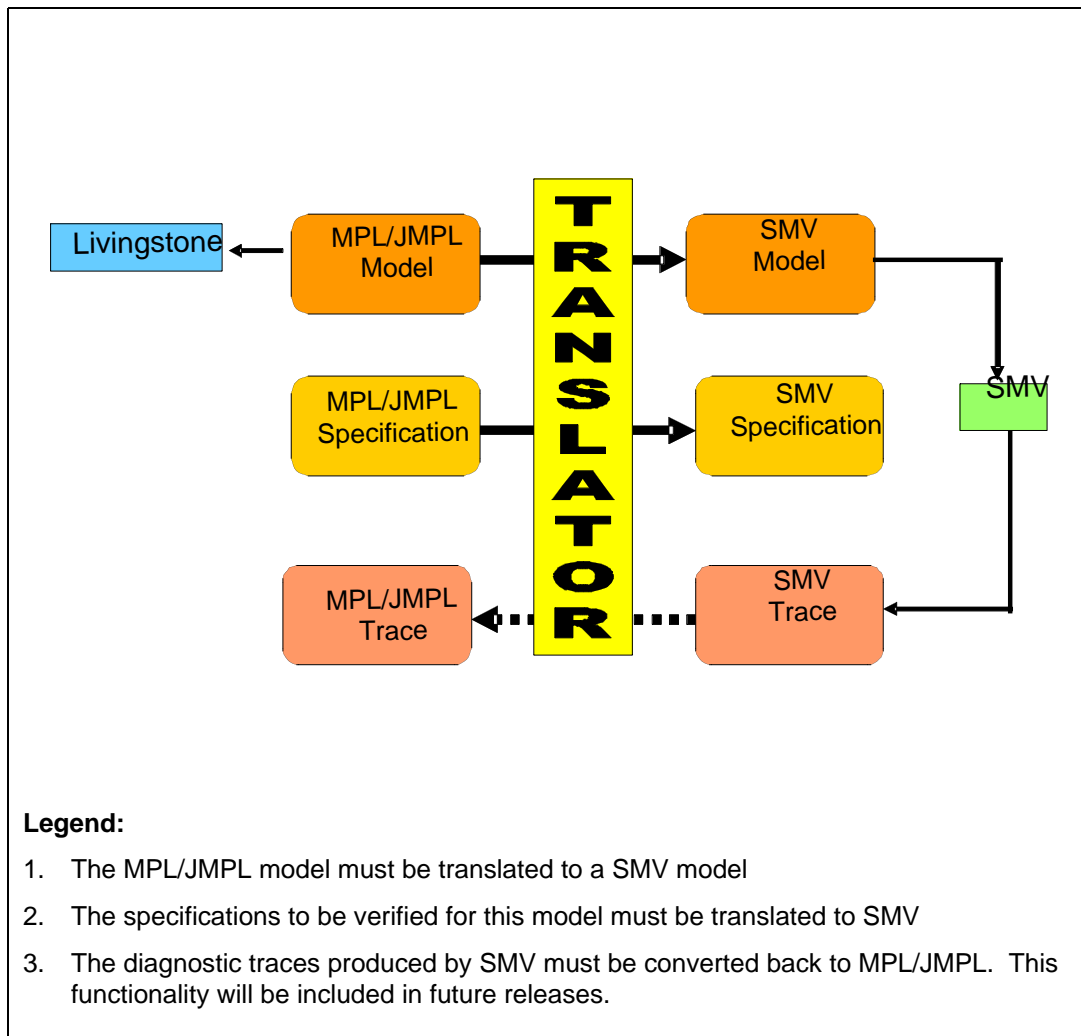 Livingstone
MPL/JMPL
Model
TRANSLATOR
SMV
Model
SMV
MPL/JMPL
Specification
SMV
Specification
MPL/JMPL
Trace
SMV
Trace
Legend:
1. The MPL/JMPL model must be translated to a SMV model
2. The specifications to be verified for this model must be translated to SMV
3. The diagnostic traces produced by SMV must be converted back to MPL/JMPL. This
functionality will be included in future releases.